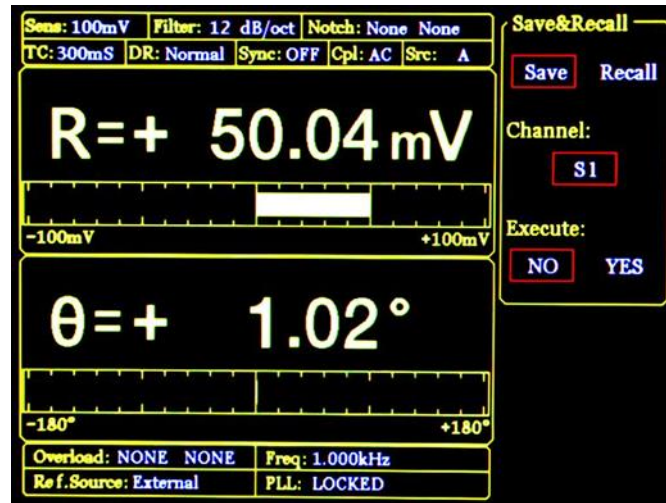 Sens: 100mV Filter: 12 dB/oct Notch: None None
TC: 300mS DR: Normal Sync: OFF Cpl: AC Src: A
R=+ 50.04 mV
-100mV +100mV
θ=+ 1.02°
-180° +180°
Overload: NONE NONE Freq: 1.000kHz
Ref.Source: External PLL: LOCKED
Save&Recall
Save Recall
Channel:
S1
Execute:
NO YES